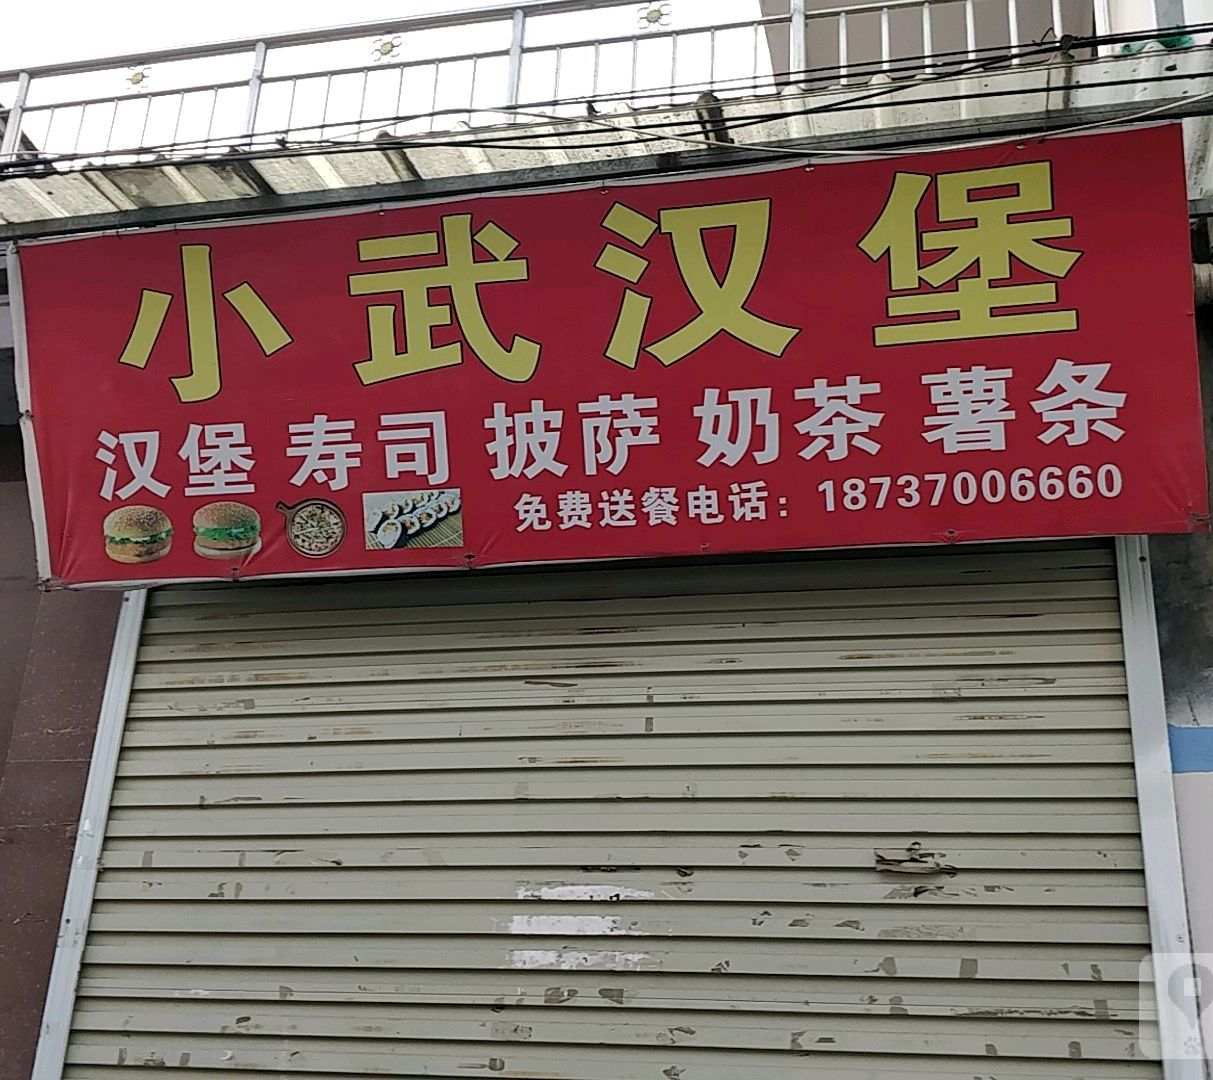 小武汉堡
汉堡 寿司 披萨 奶茶 薯条
免费送餐电话：18737006660